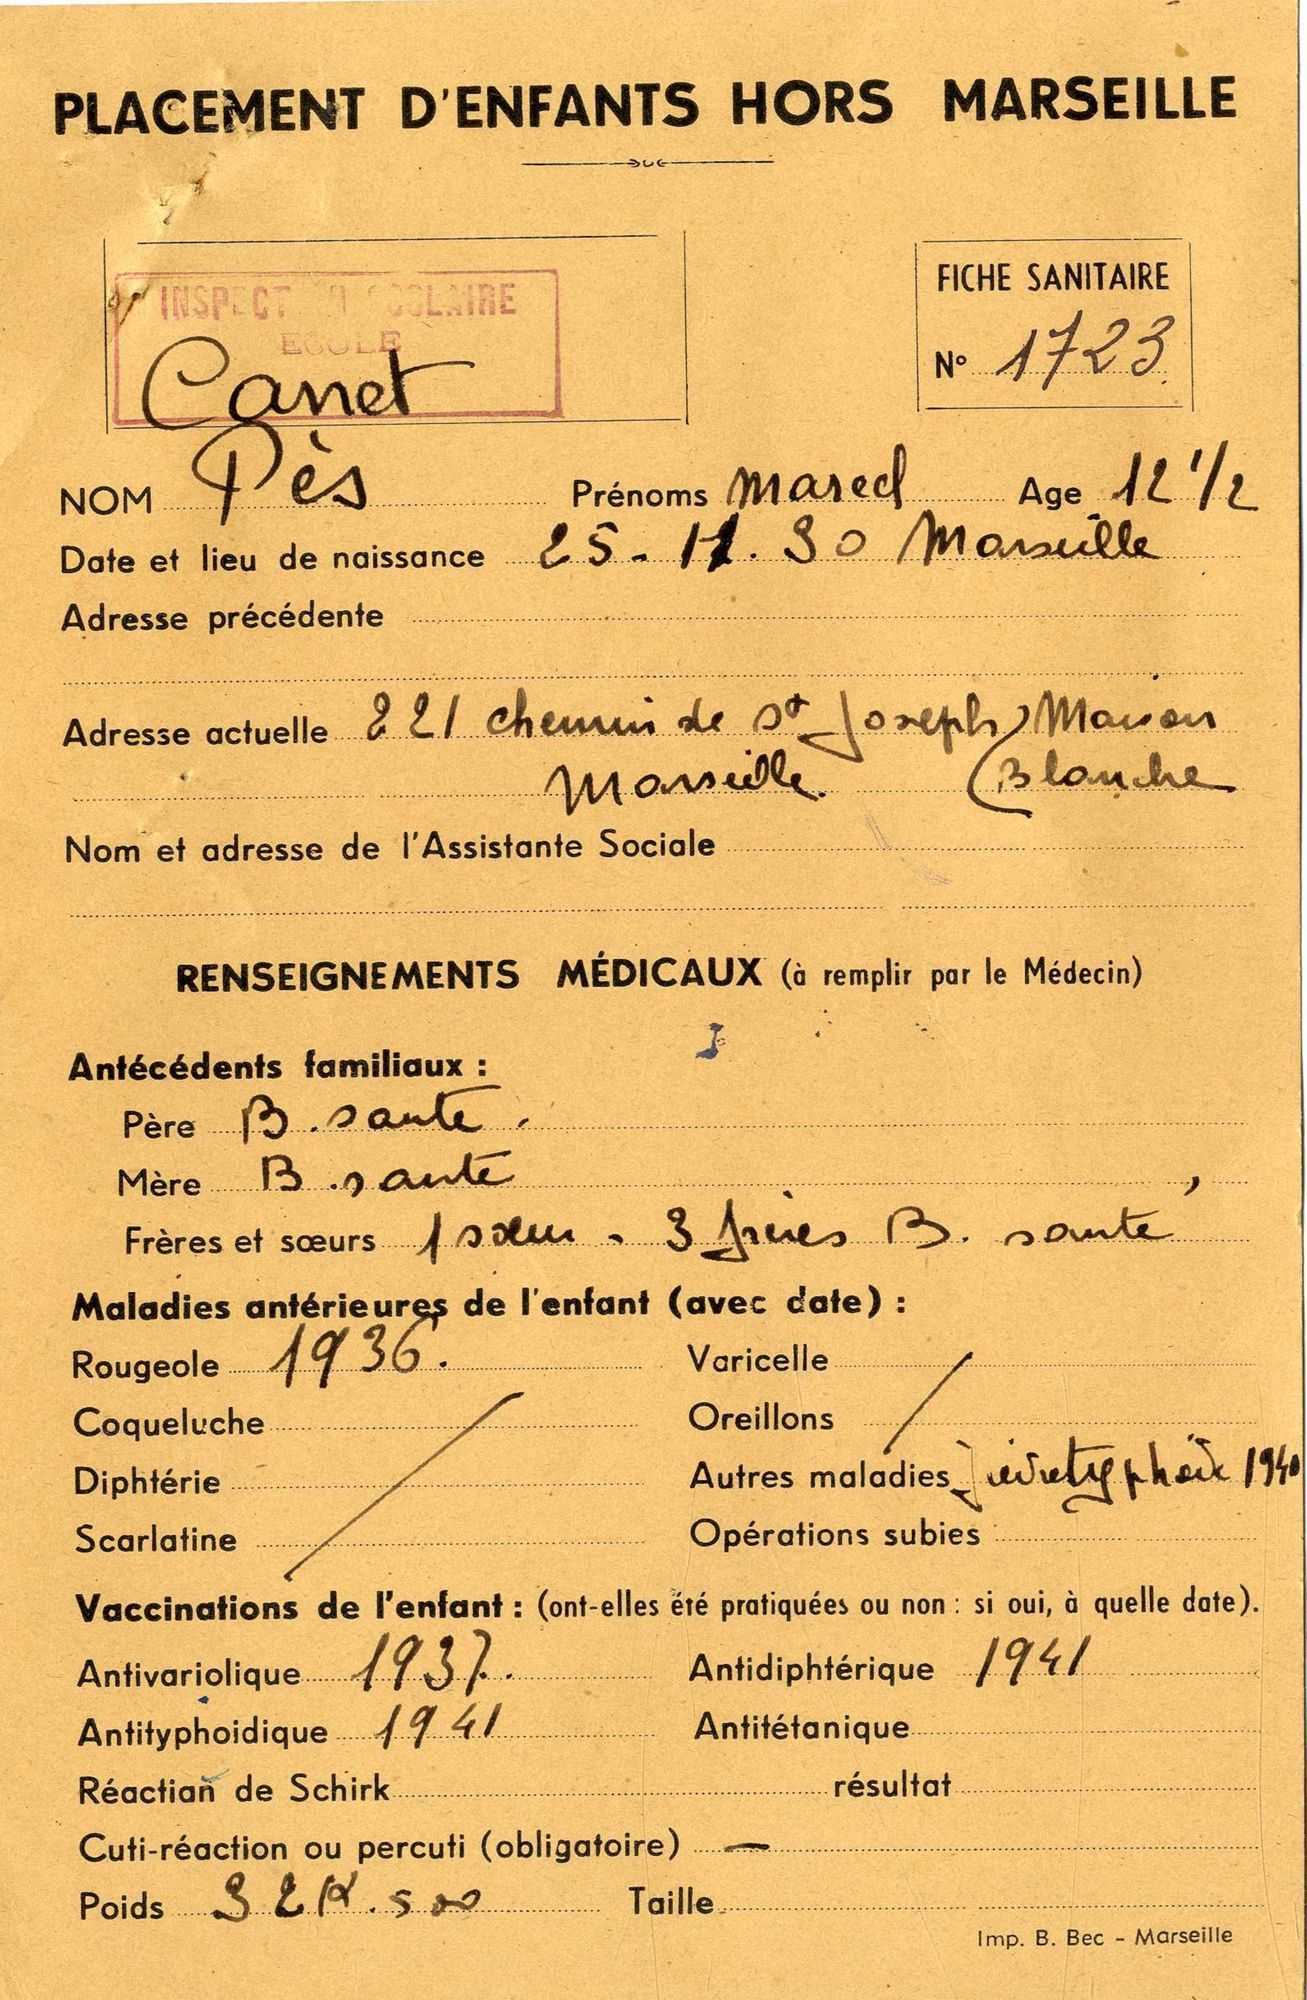 PLACEMENT D'ENFANTS HORS MARSEILLE
INSPECT SCOLAIRE
ECOLE
Canet
FICHE SANITAIRE
N° 1723
NOM Pès Prénoms Marcel Age 12 1/2
Date et lieu de naissance 25-11.30 Marseille
Adresse précédente
Adresse actuelle 221 chemin de St Joseph Maison
Marseille. (Blanche
Nom et adresse de l'Assistante Sociale
RENSEIGNEMENTS MÉDICAUX (à remplir par le Médecin)
Antécédents familiaux :
Père B. santé.
Mère B. santé
Frères et sœurs 1 sœur - 3 frères B. santé
Maladies antérieures de l'enfant (avec date) :
Rougeole 1936. Varicelle /
Coqueluche / Oreillons
Diphtérie Autres maladies fièvre typhoïde 1940
Scarlatine Opérations subies
Vaccinations de l'enfant : (ont-elles été pratiquées ou non : si oui, à quelle date).
Antivariolique 1937. Antidiphtérique 1941
Antityphoidique 1941 Antitétanique
Réaction de Schirk résultat
Cuti-réaction ou percuti (obligatoire) —
Poids 32K.500 Taille
Imp. B. Bec - Marseille